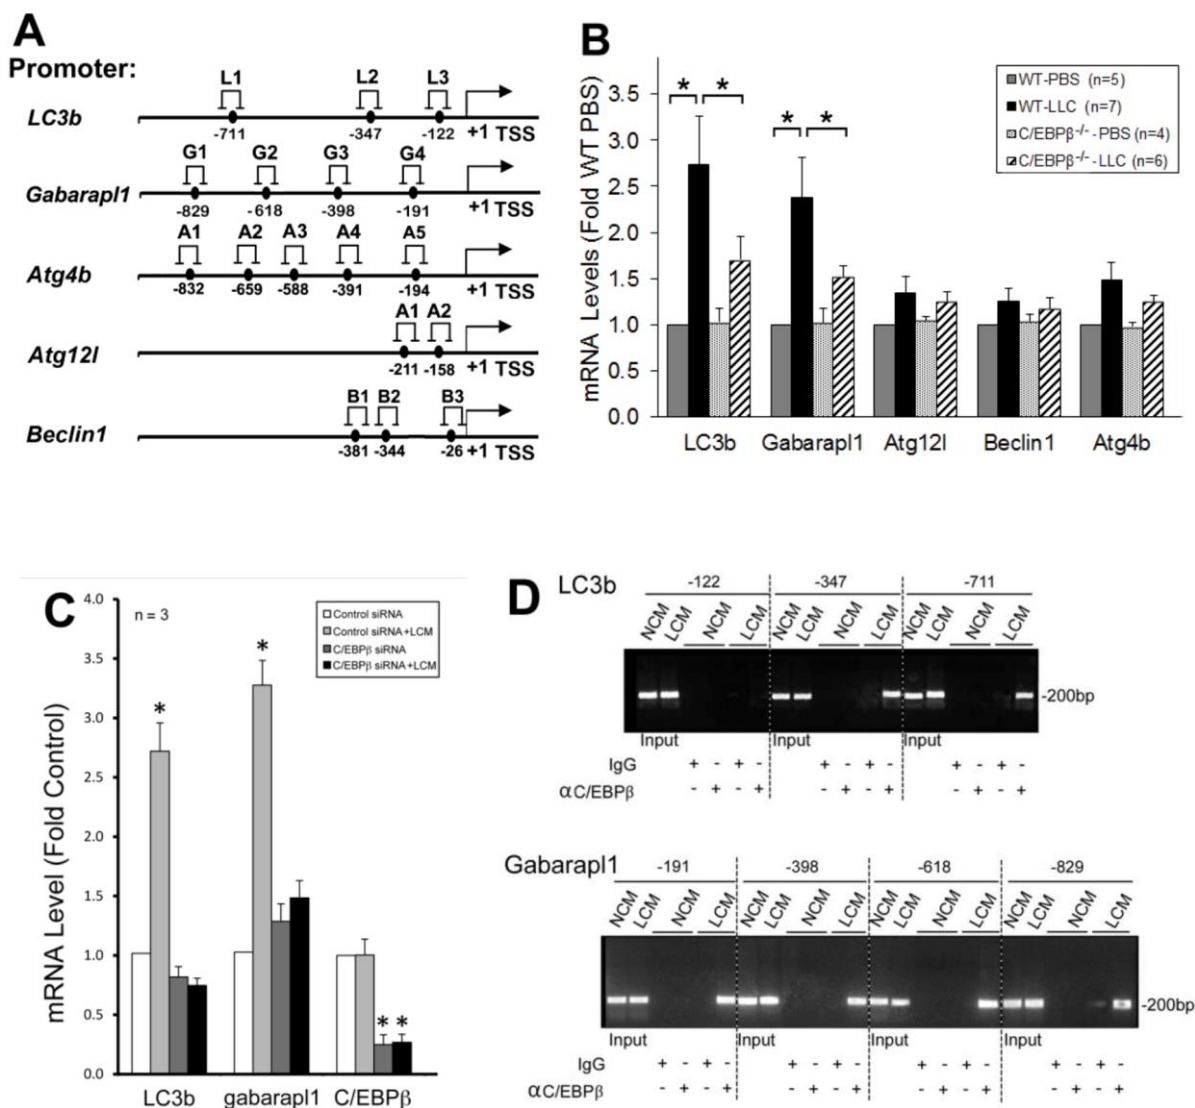 A
Promoter:
L1 L2 L3
LC3b
-711 -347 -122 +1 TSS
G1 G2 G3 G4
Gabarapl1
-829 -618 -398 -191 +1 TSS
A1 A2 A3 A4 A5
Atg4b
-832 -659 -588 -391 -194 +1 TSS
A1 A2
Atg12l
-211 -158 +1 TSS
B1 B2 B3
Beclin1
-381 -344 -26 +1 TSS
B
mRNA Levels (Fold WT PBS)
3.5
3.0
2.5
2.0
1.5
1.0
0.5
0.0
* *
* *
WT-PBS (n=5)
WT-LLC (n=7)
C/EBPβ-/- -PBS (n=4)
C/EBPβ-/- -LLC (n=6)
LC3b Gabarapl1 Atg12l Beclin1 Atg4b
C
n = 3
mRNA Level (Fold Control)
4.0
3.5
3.0
2.5
2.0
1.5
1.0
0.5
0.0
Control siRNA
Control siRNA+LCM
C/EBPβ siRNA
C/EBPβ siRNA+LCM
*
*
* *
LC3b gabarapl1 C/EBPβ
D
LC3b -122 -347 -711
NCM LCM NCM LCM NCM LCM NCM LCM NCM LCM NCM LCM
-200bp
Input Input Input
IgG + - + - + - + - + - + -
αC/EBPβ - + - + - + - + - + - +
Gabarapl1 -191 -398 -618 -829
NCM LCM NCM LCM NCM LCM NCM LCM NCM LCM NCM LCM NCM LCM NCM LCM
-200bp
Input Input Input Input
IgG + - + - + - + - + - + - + - + -
αC/EBPβ - + - + - + - + - + - + - + - +